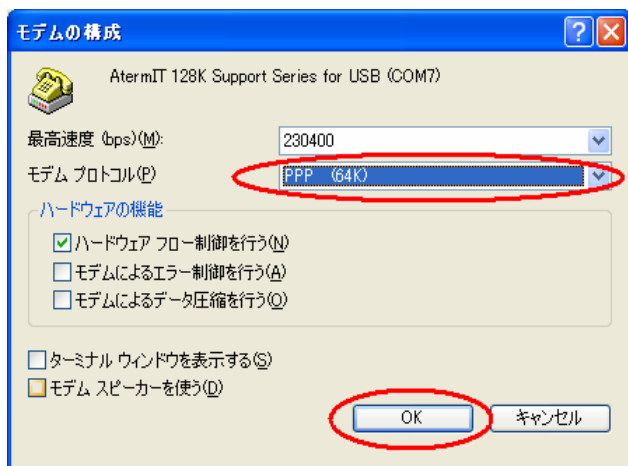 モデムの構成
AtermIT 128K Support Series for USB (COM7)
最高速度 (bps)(M): 230400
モデム プロトコル(P) PPP (64K)
ハードウェアの機能
ハードウェア フロー制御を行う(N)
モデムによるエラー制御を行う(A)
モデムによるデータ圧縮を行う(O)
ターミナル ウィンドウを表示する(S)
モデム スピーカーを使う(D)
OK キャンセル